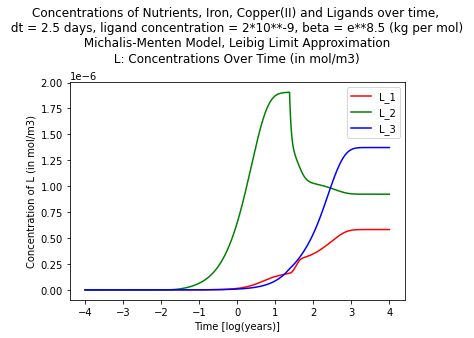 Concentrations of Nutrients, Iron, Copper(II) and Ligands over time,
dt = 2.5 days, ligand concentration = 2*10**-9, beta = e**8.5 (kg per mol)
Michalis-Menten Model, Leibig Limit Approximation
L: Concentrations Over Time (in mol/m3)
1e−6
2.00
1.75
1.50
1.25
1.00
0.75
0.50
0.25
0.00
Concentration of L (in mol/m3)
L_1
L_2
L_3
−4 −3 −2 −1 0 1 2 3 4
Time [log(years)]